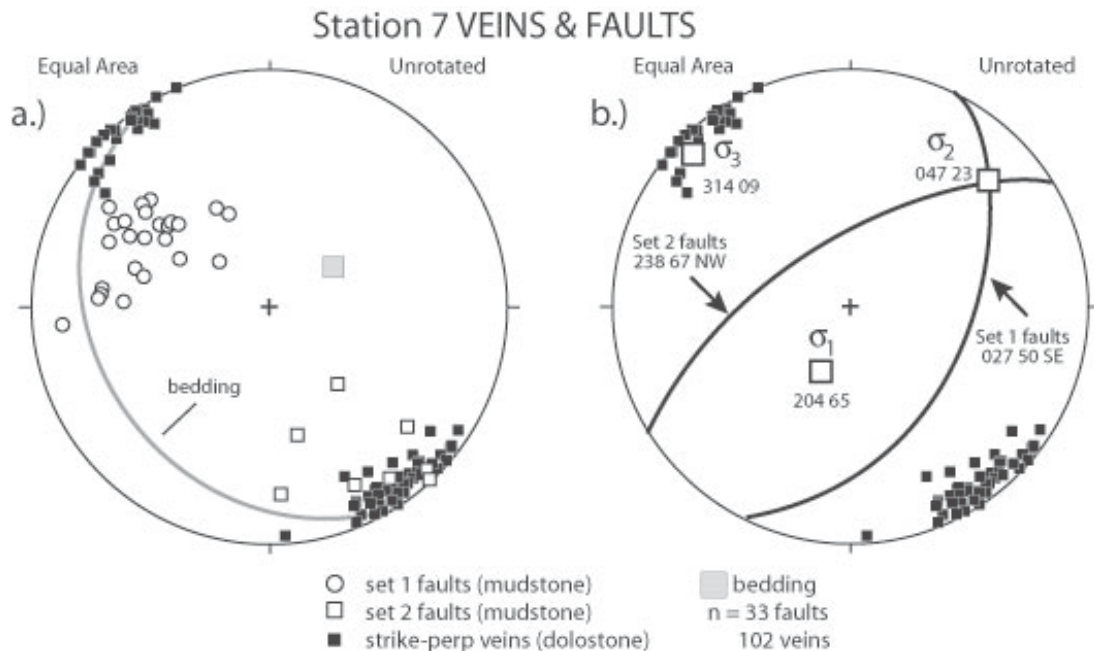 Station 7 VEINS & FAULTS
Equal Area
Unrotated
a.)
bedding
Equal Area
Unrotated
b.)
σ3
314 09
σ2
047 23
Set 2 faults
238 67 NW
σ1
204 65
Set 1 faults
027 50 SE
set 1 faults (mudstone)
set 2 faults (mudstone)
strike-perp veins (dolostone)
bedding
n = 33 faults
102 veins